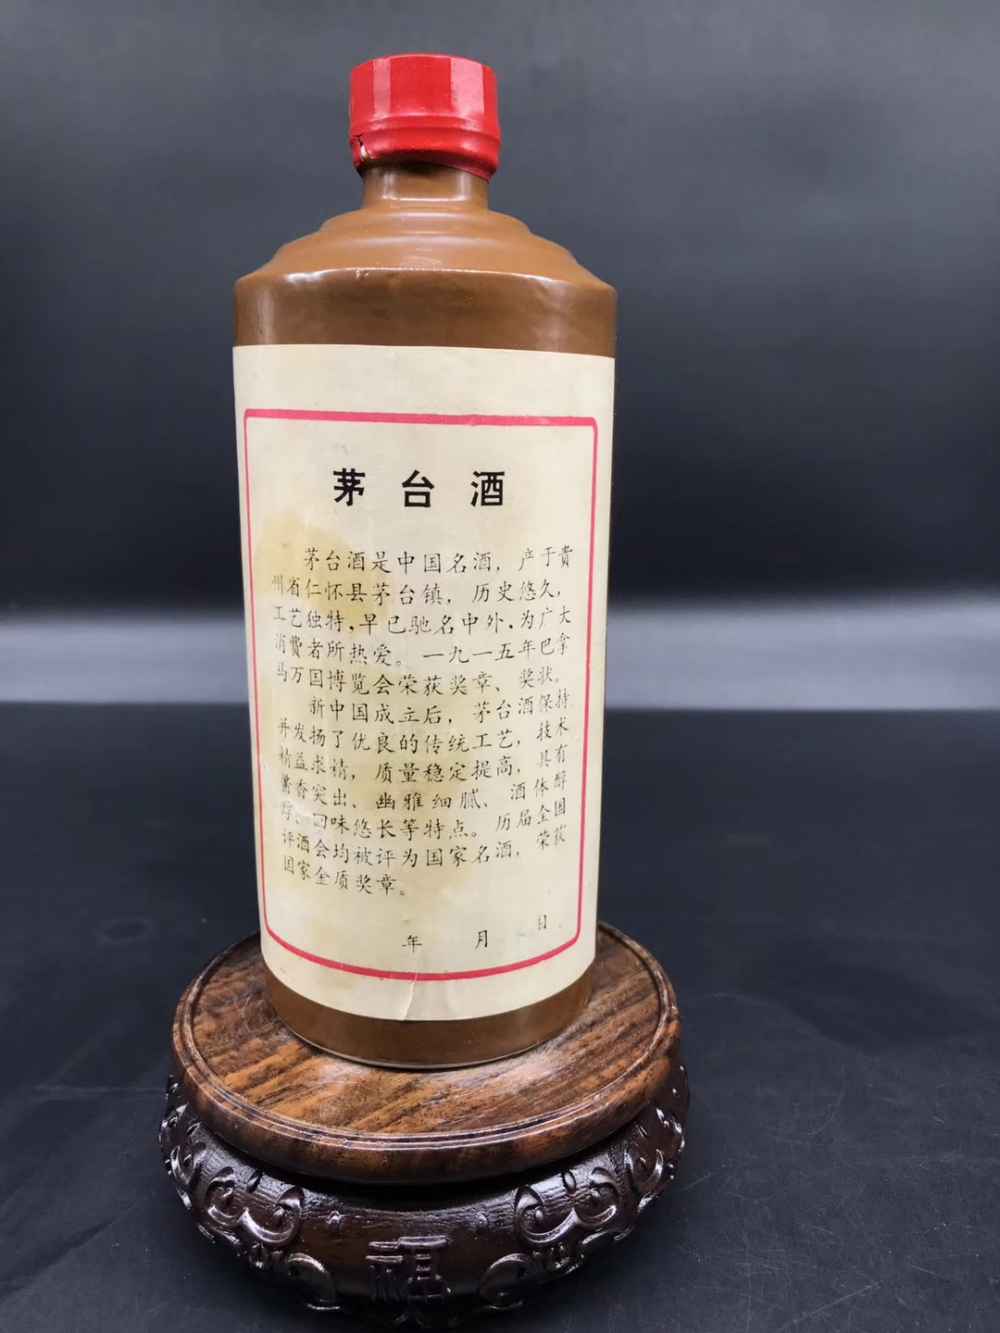 茅台酒
茅台酒是中国名酒，产于贵
州省仁怀县茅台镇，历史悠久，
工艺独特，早已驰名中外，为广大
消费者所热爱。一九一五年巴拿
马万国博览会荣获奖章、奖状。
新中国成立后，茅台酒保持
并发扬了优良的传统工艺，技术
精益求精，质量稳定提高，具有
酱香突出、幽雅细腻、酒体醇
厚、回味悠长等特点。历届全国
评酒会均被评为国家名酒，荣获
国家金质奖章。
年 月 日
福